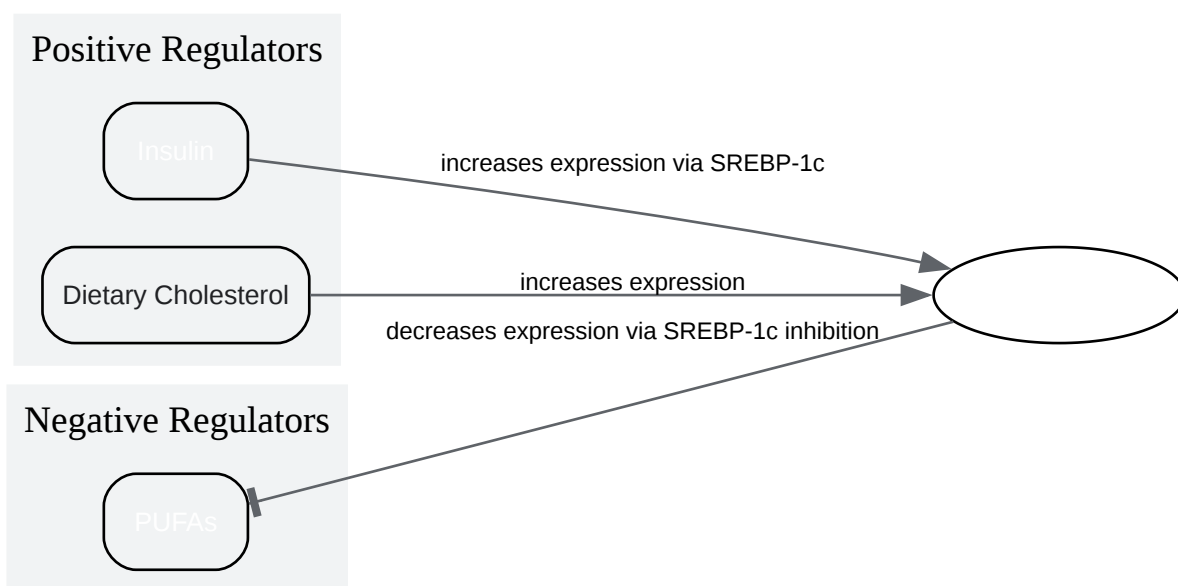 Positive Regulators
Insulin
increases expression via SREBP-1c
Dietary Cholesterol
increases expression
decreases expression via SREBP-1c inhibition
Negative Regulators
PUFAs